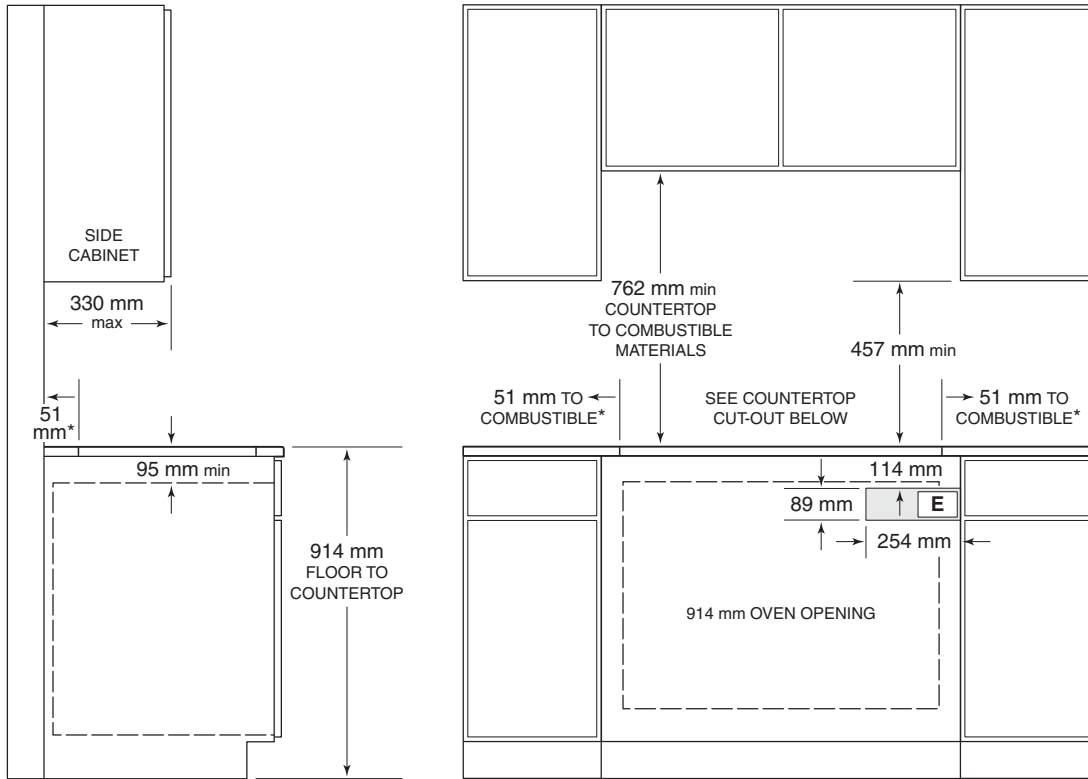 SIDE
CABINET
330 mm
max
51
mm*
95 mm min
914 mm
FLOOR TO
COUNTERTOP
762 mm min
COUNTERTOP
TO COMBUSTIBLE
MATERIALS
457 mm min
51 mm TO
COMBUSTIBLE*
SEE COUNTERTOP
CUT-OUT BELOW
51 mm TO
COMBUSTIBLE*
114 mm
89 mm
E
254 mm
914 mm OVEN OPENING